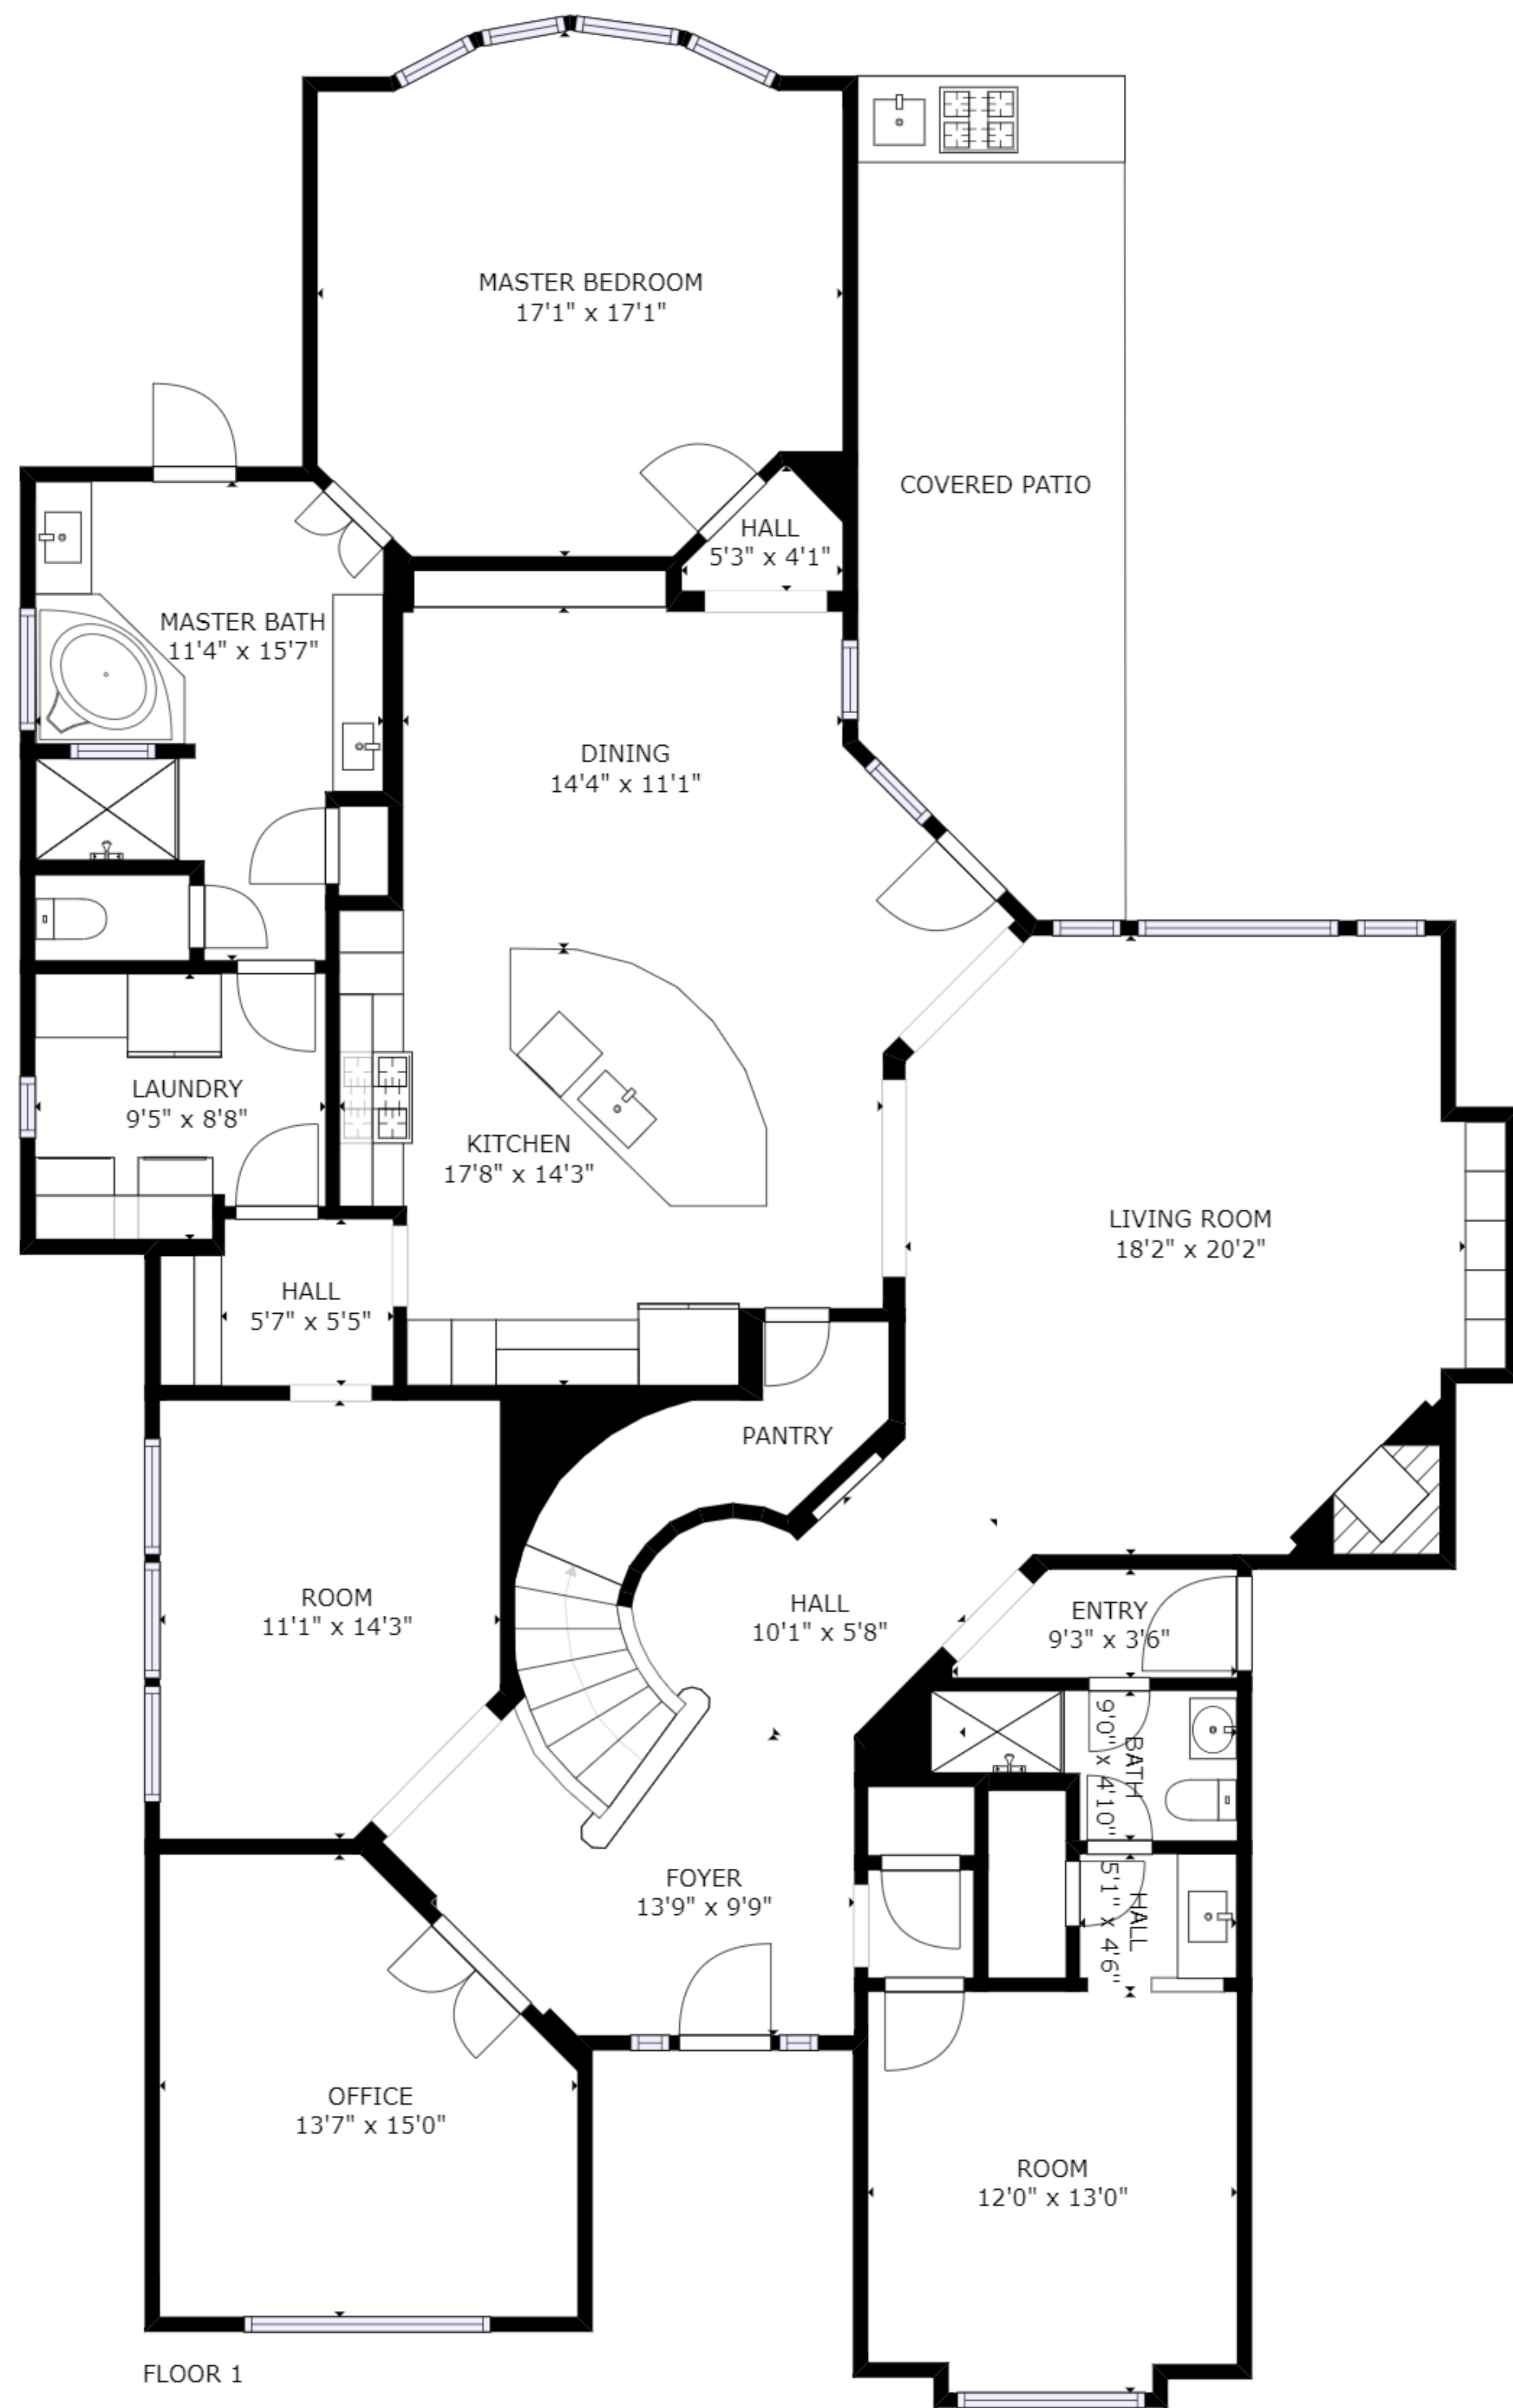 MASTER BEDROOM
17'1" x 17'1"
COVERED PATIO
HALL
5'3" x 4'1"
MASTER BATH
11'4" x 15'7"
DINING
14'4" x 11'1"
LAUNDRY
9'5" x 8'8"
KITCHEN
17'8" x 14'3"
LIVING ROOM
18'2" x 20'2"
HALL
5'7" x 5'5"
PANTRY
ROOM
11'1" x 14'3"
HALL
10'1" x 5'8"
ENTRY
9'3" x 3'6"
BATH
9'0" x 4'10"
FOYER
13'9" x 9'9"
HALL
5'1" x 4'6"
OFFICE
13'7" x 15'0"
ROOM
12'0" x 13'0"
FLOOR 1